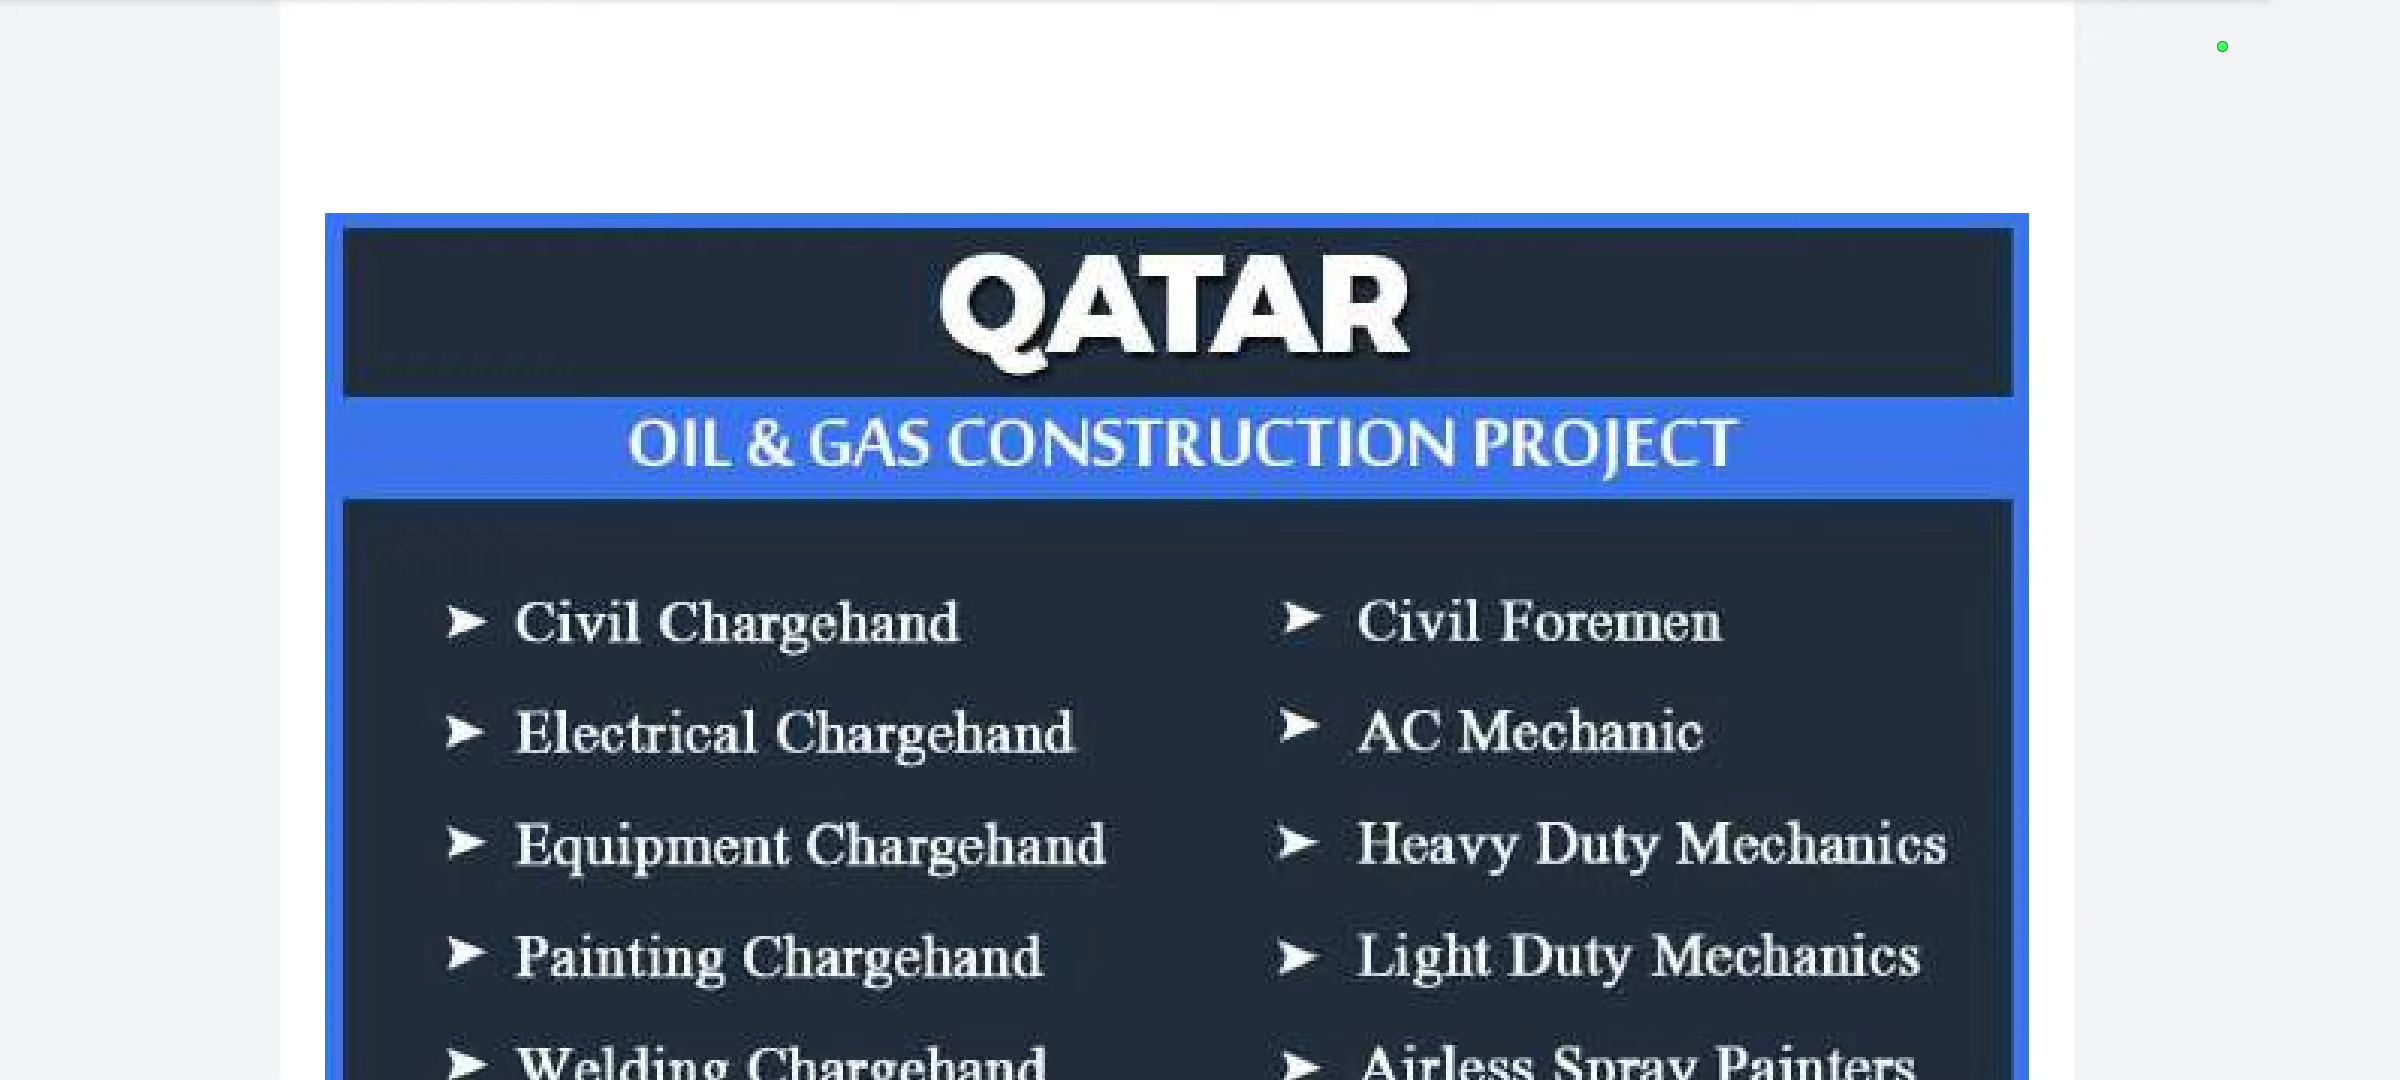 QATAR
OIL & GAS CONSTRUCTION PROJECT
➤ Civil Chargehand
➤ Electrical Chargehand
➤ Equipment Chargehand
➤ Painting Chargehand
➤ Welding Chargehand
➤ Civil Foremen
➤ AC Mechanic
➤ Heavy Duty Mechanics
➤ Light Duty Mechanics
➤ Airless Spray Painters